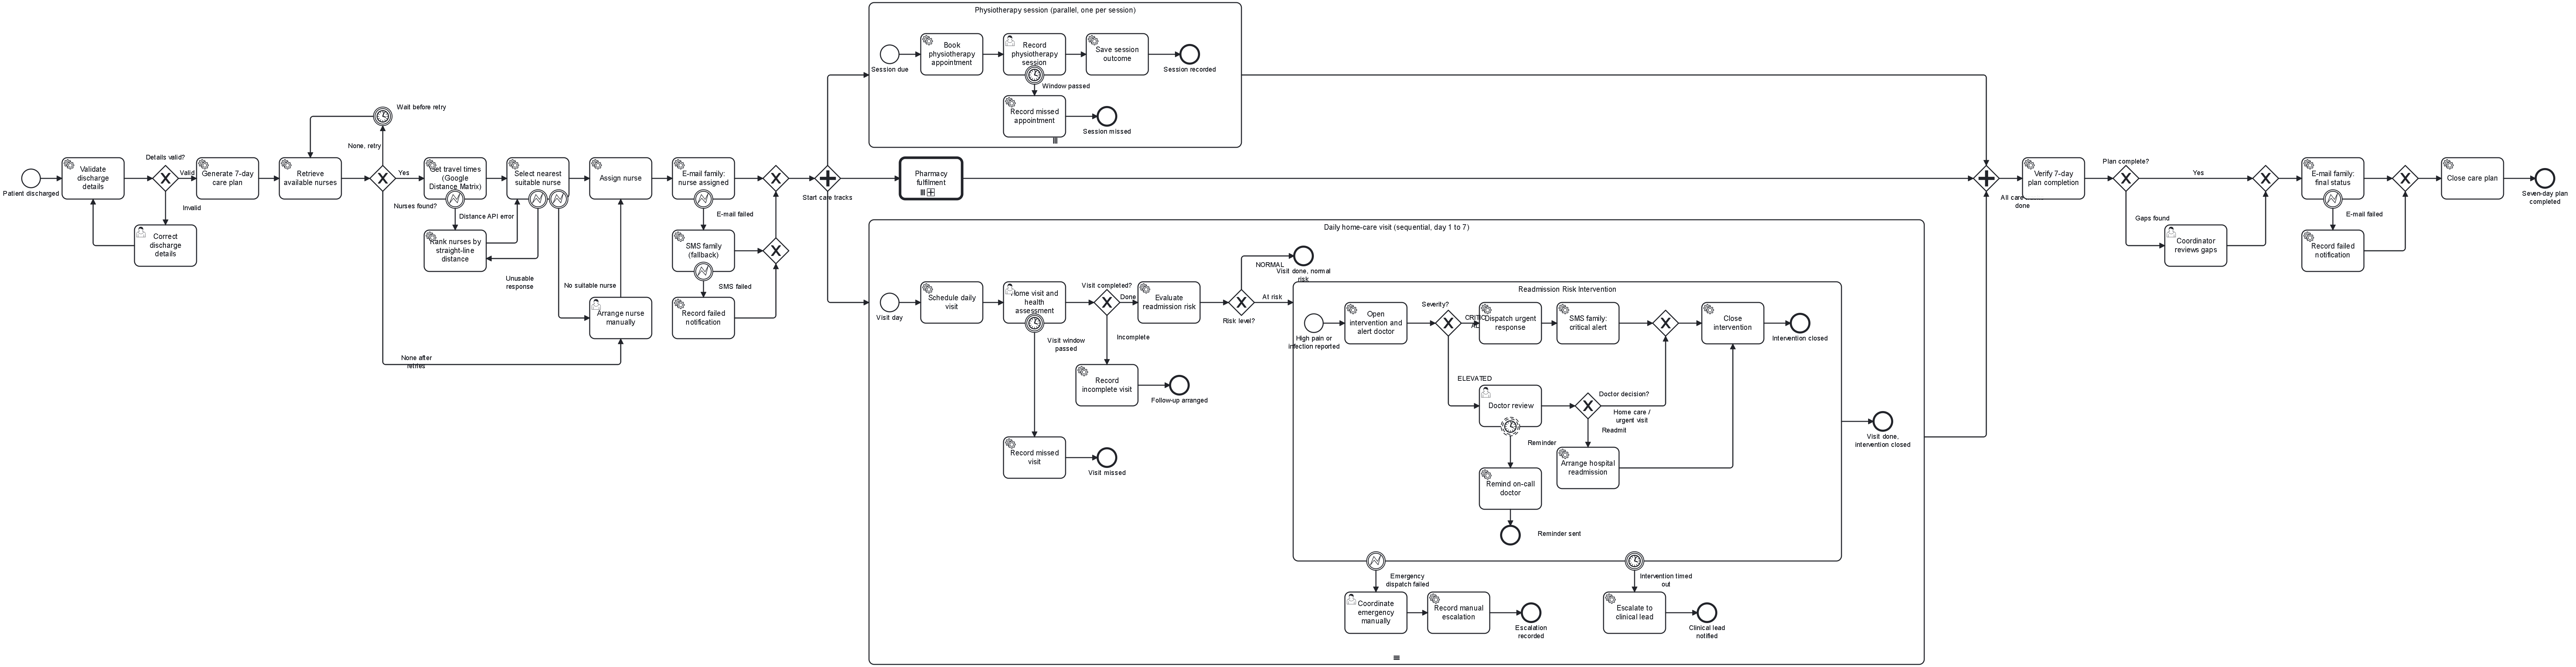 Physiotherapy session (parallel, one per session)
Session due
Book
physiotherapy
appointment
Record
physiotherapy
session
Window passed
Save session
outcome
Session recorded
Record missed
appointment
Session missed
Patient discharged
Validate
discharge
details
Details valid?
Valid
Invalid
Correct
discharge
details
Generate 7-day
care plan
Retrieve
available nurses
Wait before retry
None, retry
Yes
Nurses found?
None after
retries
Get travel times
(Google
Distance Matrix)
Distance API error
Rank nurses by
straight-line
distance
Select nearest
suitable nurse
Unusable
response
No suitable nurse
Assign nurse
Arrange nurse
manually
E-mail family:
nurse assigned
E-mail failed
SMS family
(fallback)
SMS failed
Record failed
notification
Start care tracks
Pharmacy
fulfilment
Daily home-care visit (sequential, day 1 to 7)
Visit day
Schedule daily
visit
Home visit and
health
assessment
Visit window
passed
Record missed
visit
Visit missed
Visit completed?
Done
Incomplete
Record
incomplete visit
Follow-up arranged
Evaluate
readmission risk
Risk level?
NORMAL
Visit done, normal
risk
At risk
Readmission Risk Intervention
High pain or
infection reported
Open
intervention and
alert doctor
Severity?
CRITIC
AL
ELEVATED
Dispatch urgent
response
SMS family:
critical alert
Close
intervention
Intervention closed
Doctor review
Reminder
Remind on-call
doctor
Reminder sent
Doctor decision?
Home care /
urgent visit
Readmit
Arrange hospital
readmission
Visit done,
intervention closed
Emergency
dispatch failed
Coordinate
emergency
manually
Record manual
escalation
Escalation
recorded
Intervention timed
out
Escalate to
clinical lead
Clinical lead
notified
All care
done
Verify 7-day
plan completion
Plan complete?
Yes
Gaps found
Coordinator
reviews gaps
E-mail family:
final status
E-mail failed
Record failed
notification
Close care plan
Seven-day plan
completed